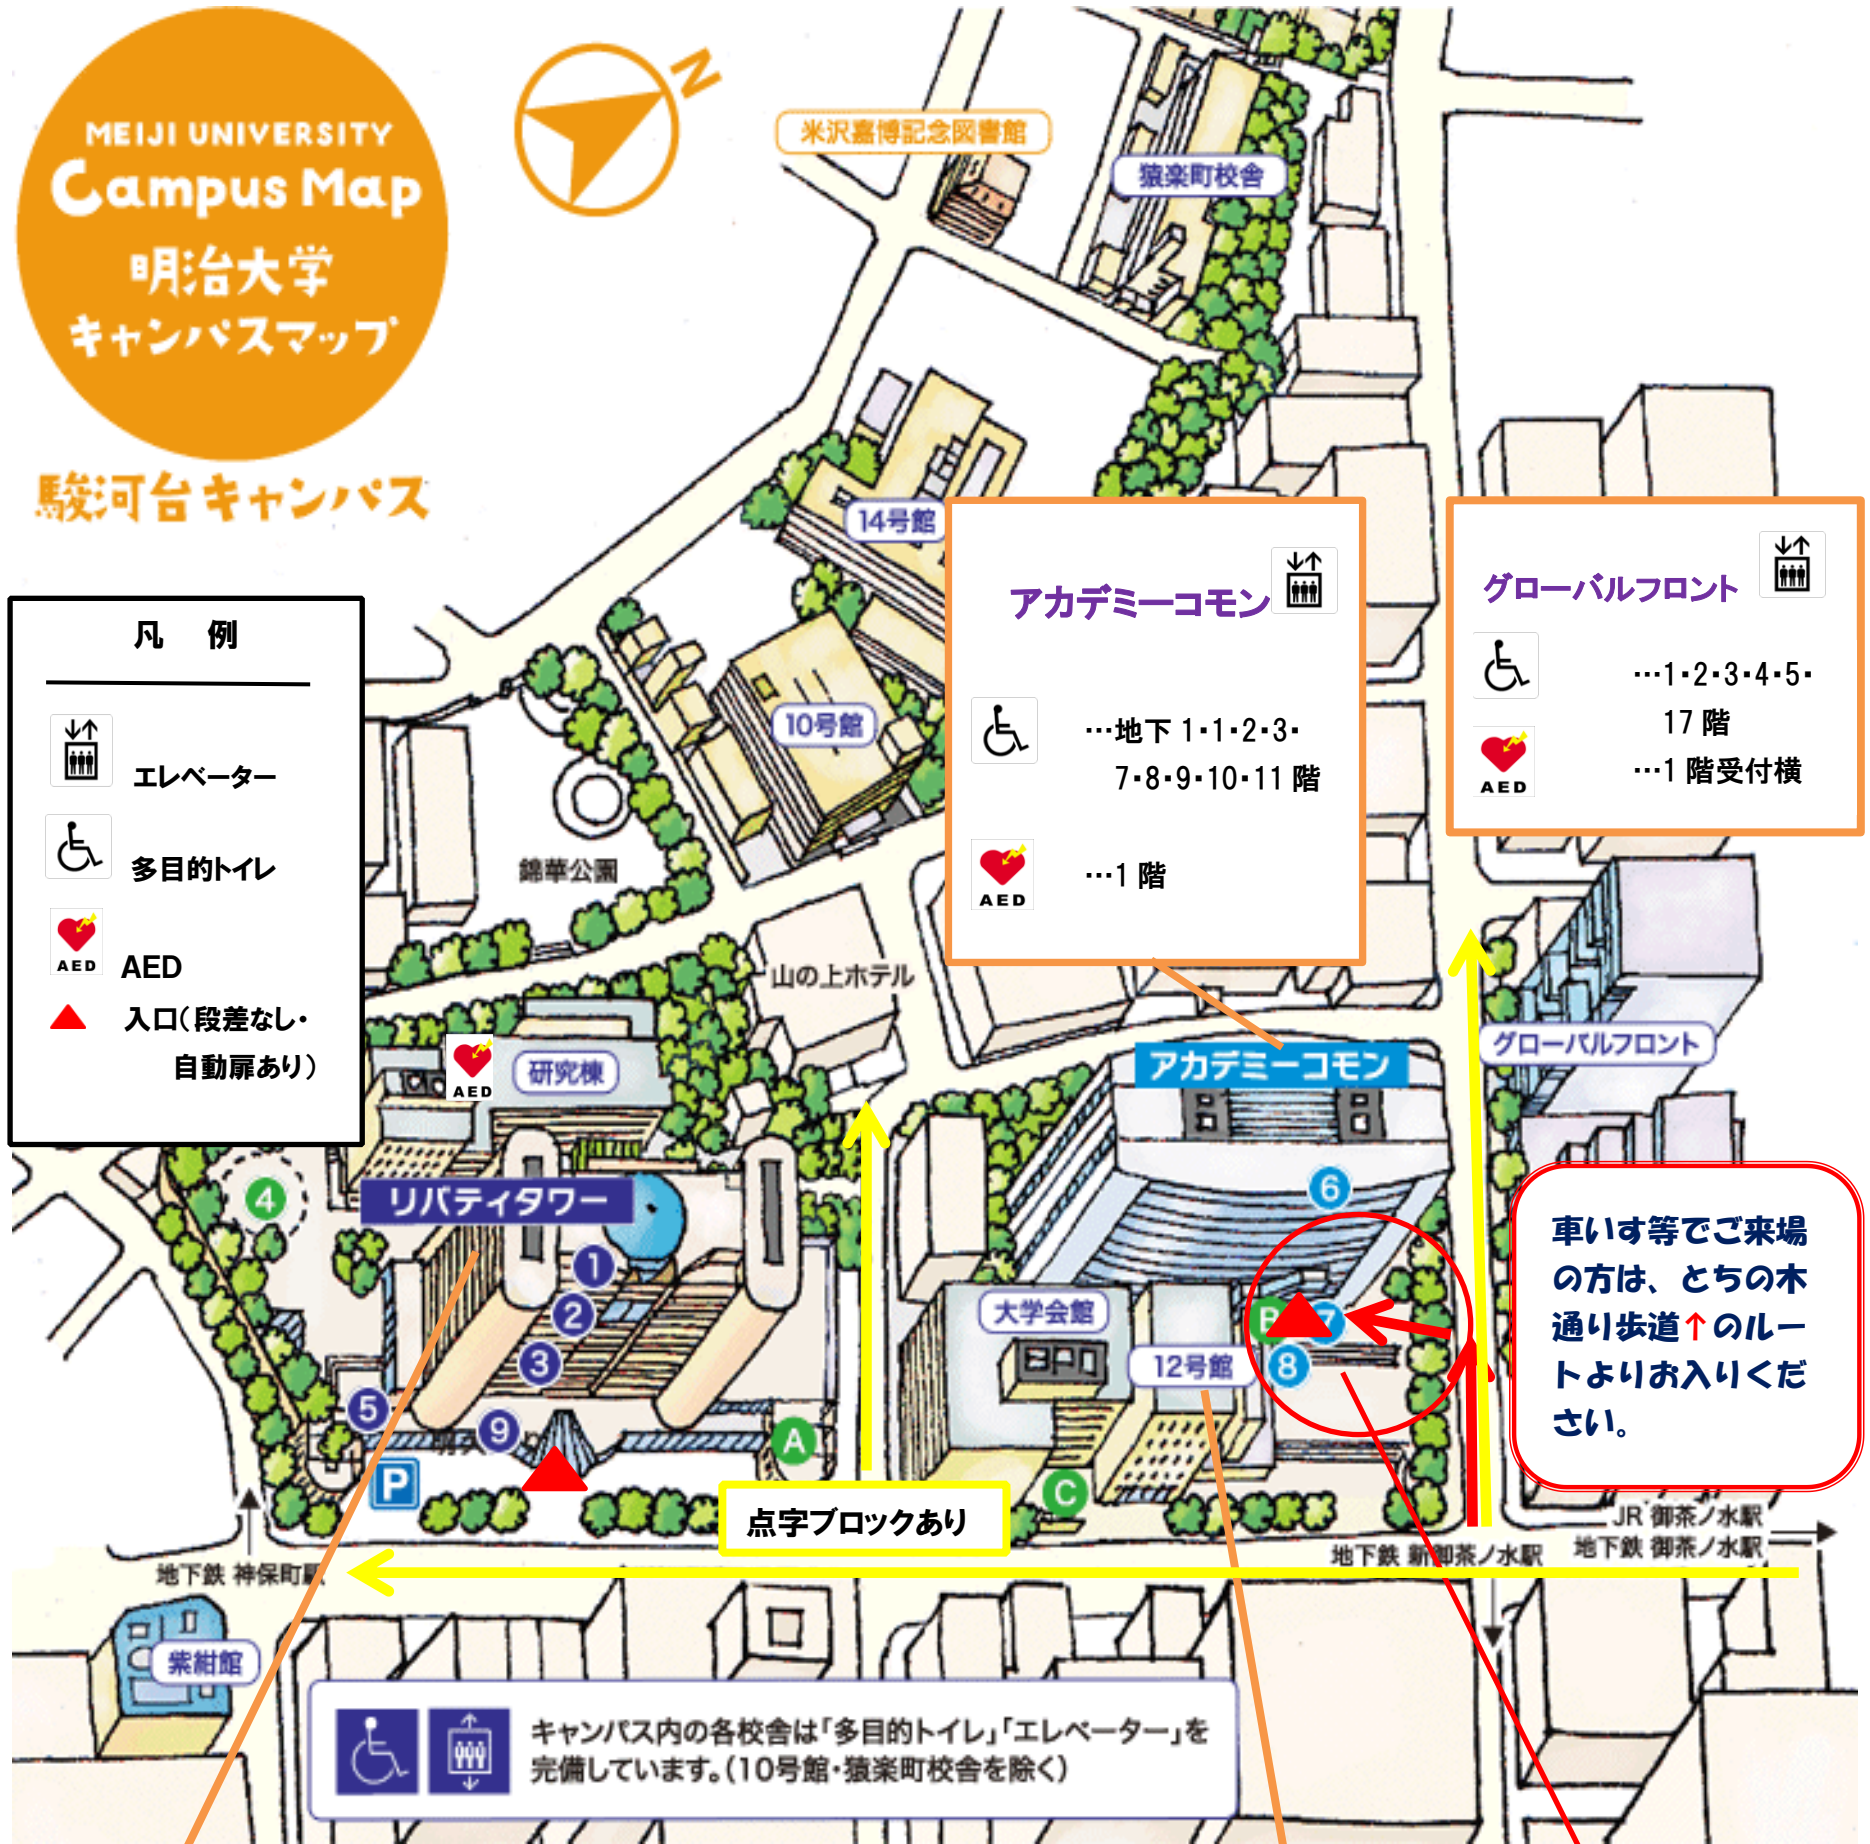 MEIJI UNIVERSITY
Campus Map
明治大学
キャンパスマップ
駿河台キャンパス
N
米沢嘉博記念図書館
猿楽町校舎
14号館
10号館
錦華公園
山の上ホテル
凡 例
エレベーター
多目的トイレ
AED
AED
入口(段差なし・
自動扉あり)
アカデミーコモン
…地下 1・1・2・3・
7・8・9・10・11 階
AED
…1 階
グローバルフロント
…1・2・3・4・5・
17 階
AED
…1 階受付横
研究棟
AED
リバティタワー
4
1
2
3
5
9
A
P
アカデミーコモン
グローバルフロント
6
大学会館
12号館
B
7
8
C
車いす等でご来場
の方は、とちの木
通り歩道↑のルー
トよりお入りくだ
さい。
点字ブロックあり
JR 御茶ノ水駅
地下鉄 新御茶ノ水駅
地下鉄 御茶ノ水駅
地下鉄 神保町駅
紫紺館
キャンパス内の各校舎は「多目的トイレ」「エレベーター」を
完備しています。(10号館・猿楽町校舎を除く)